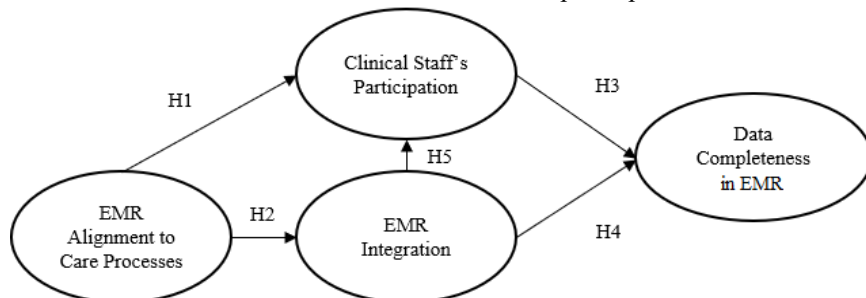 Clinical Staff's
Participation
H1
H3
Data
Completeness
in EMR
H5
EMR
Alignment to
Care Processes
H2
EMR
Integration
H4